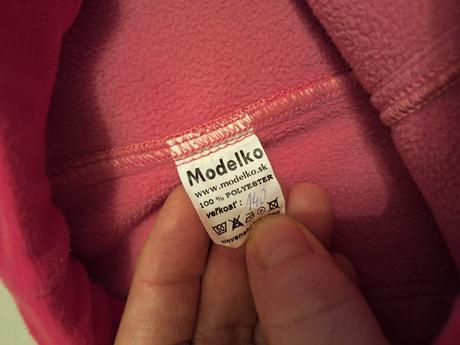 Modelko
www.modelko.sk
100 % POLYESTER
veľkosť: 140